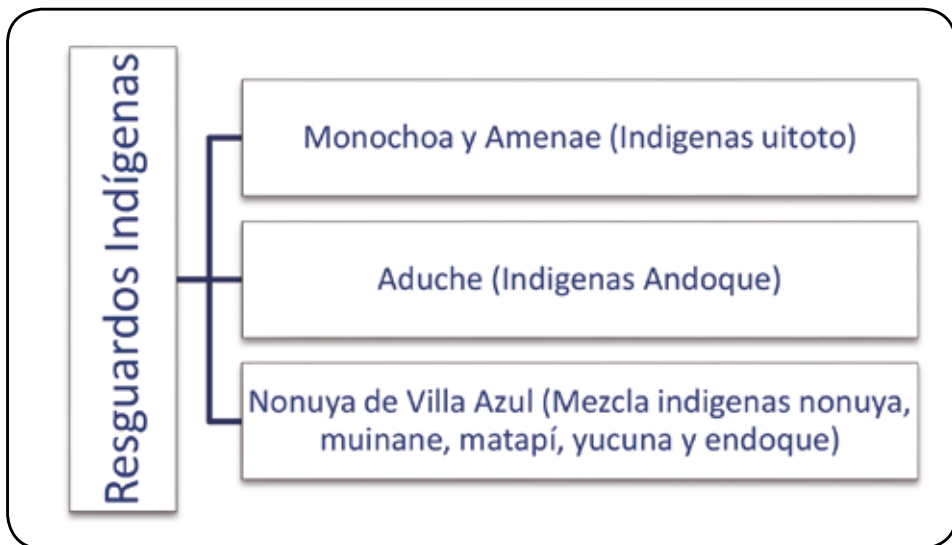 Resguardos Indígenas
Monochoa y Amenae (Indigenas uitoto)
Aduche (Indigenas Andoque)
Nonuya de Villa Azul (Mezcla indigenas nonuya,
muinane, matapí, yucuna y endoque)